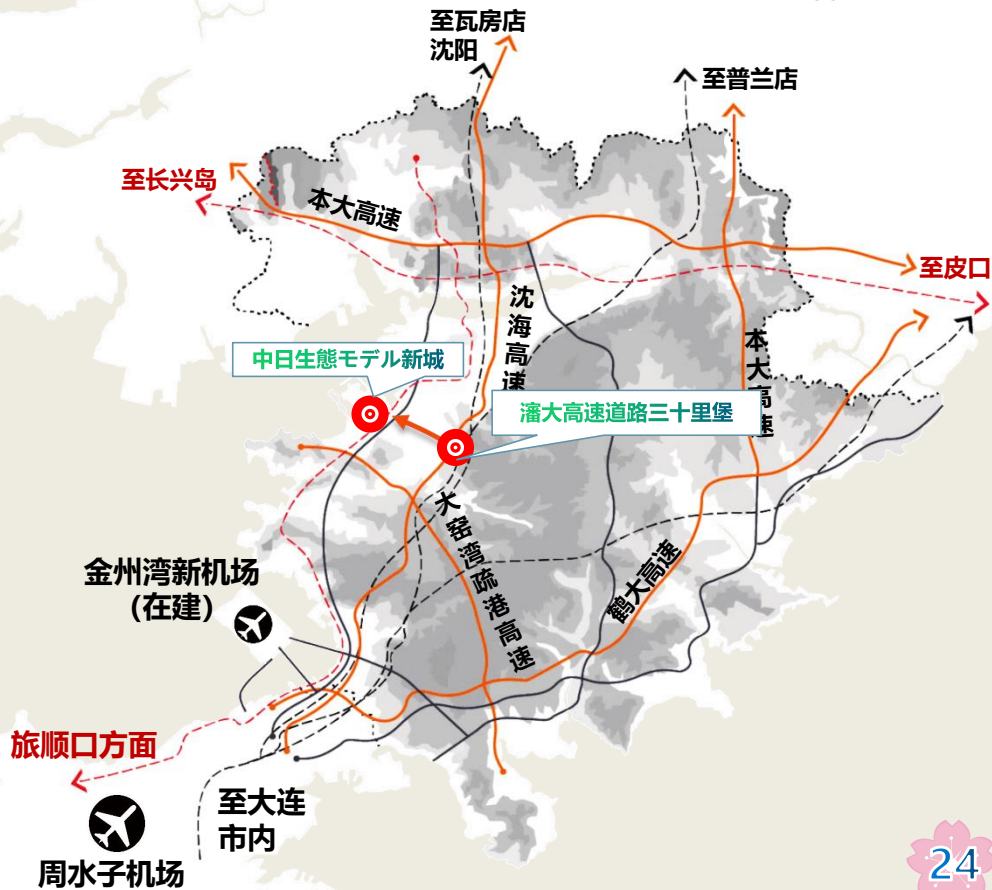 至瓦房店
沈阳
至普兰店
至长兴岛
本大高速
至皮口
沈海高速
中日生態モデル新城
本大高速
瀋大高速道路三十里堡
大窑湾疏港高速
金州湾新机场
（在建）
鹤大高速
旅顺口方面
至大连
市内
周水子机场
24